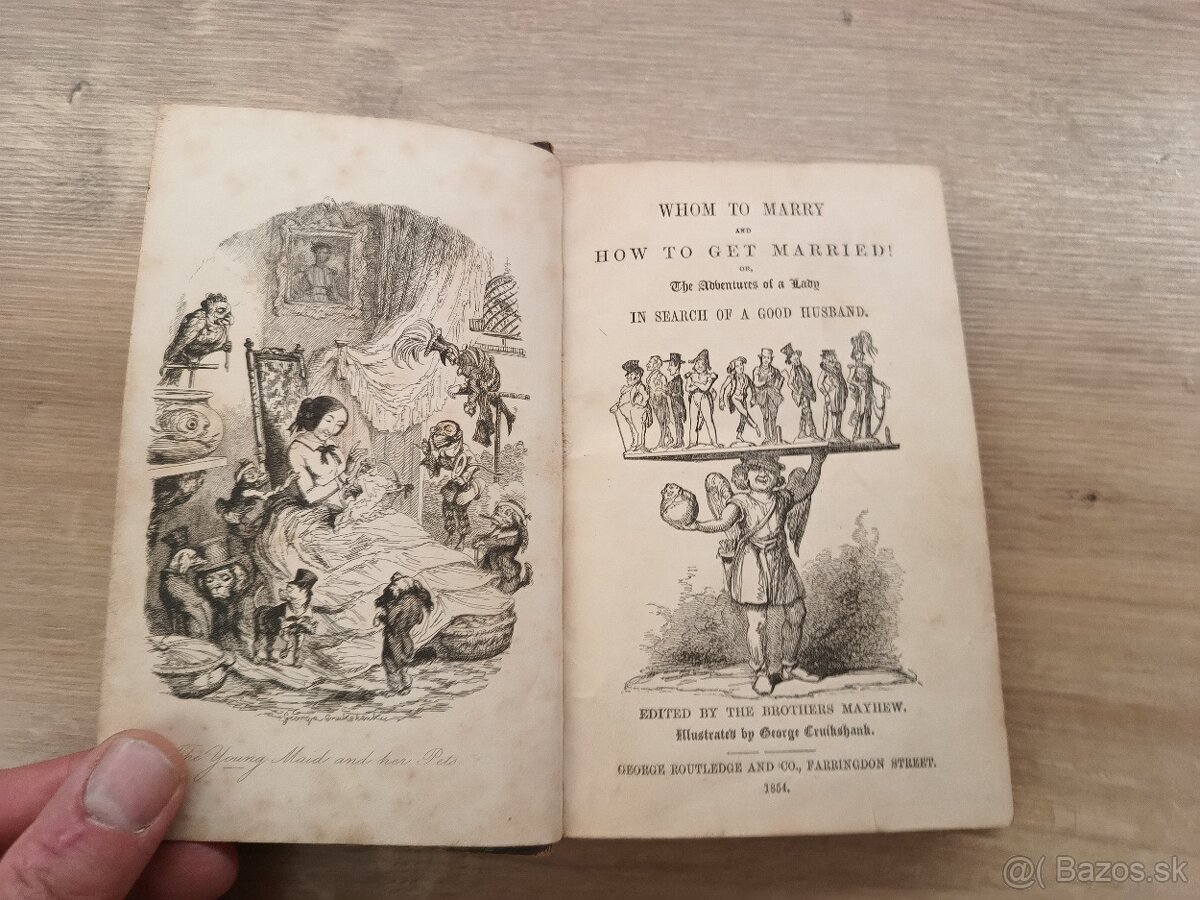 George Cruikshank
The Young Maid and her Pets
WHOM TO MARRY
AND
HOW TO GET MARRIED!
OR,
The Adventures of a Lady
IN SEARCH OF A GOOD HUSBAND.
EDITED BY THE BROTHERS MAYHEW.
Illustrated by George Cruikshank.
GEORGE ROUTLEDGE AND CO., FARRINGDON STREET.
1854.
@( Bazos.sk